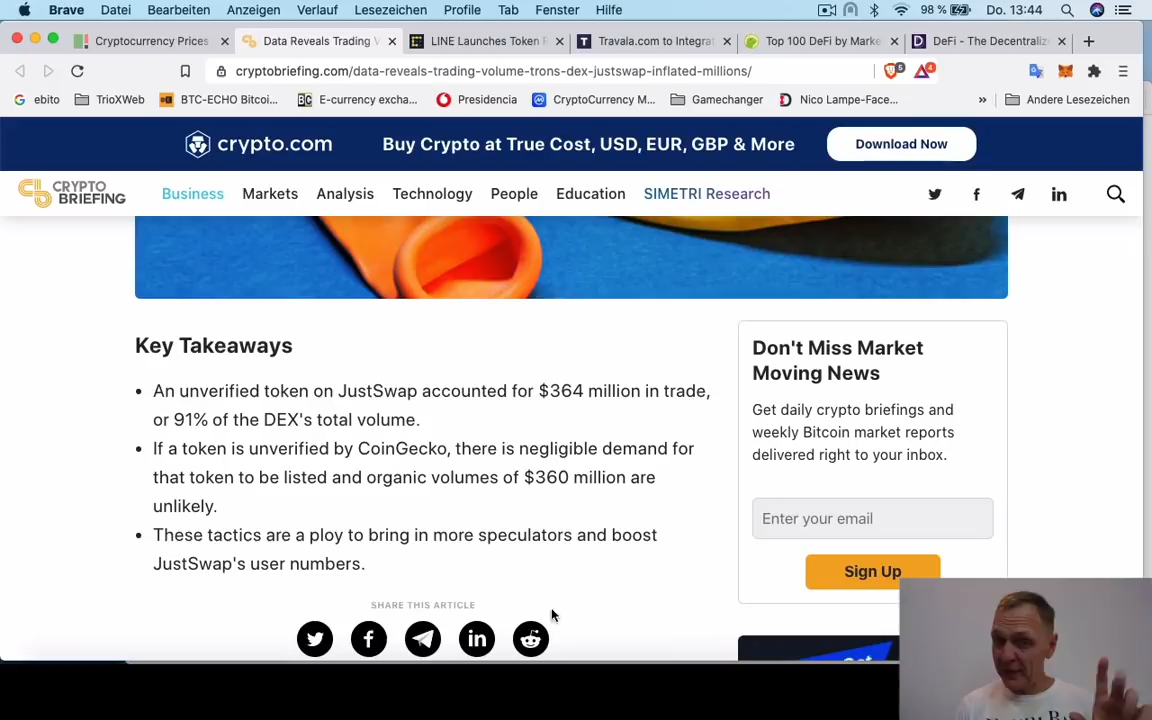 Brave Datei Bearbeiten Anzeigen Verlauf Lesezeichen Profile Tab Fenster Hilfe 98 % Do. 13:44
Cryptocurrency Prices Data Reveals Trading V LINE Launches Token F Travala.com to Integrat Top 100 DeFi by Marke DeFi - The Decentraliz
cryptobriefing.com/data-reveals-trading-volume-trons-dex-justswap-inflated-millions/ 5 4
ebito TrioXWeb BTC-ECHO Bitcoi... E-currency excha... Presidencia CryptoCurrency M... Gamechanger Nico Lampe-Face... » Andere Lesezeichen
crypto.com Buy Crypto at True Cost, USD, EUR, GBP & More Download Now
CRYPTO BRIEFING Business Markets Analysis Technology People Education SIMETRI Research
Key Takeaways
• An unverified token on JustSwap accounted for $364 million in trade,
or 91% of the DEX's total volume.
• If a token is unverified by CoinGecko, there is negligible demand for
that token to be listed and organic volumes of $360 million are
unlikely.
• These tactics are a ploy to bring in more speculators and boost
JustSwap's user numbers.
SHARE THIS ARTICLE
Don't Miss Market
Moving News
Get daily crypto briefings and
weekly Bitcoin market reports
delivered right to your inbox.
Enter your email
Sign Up